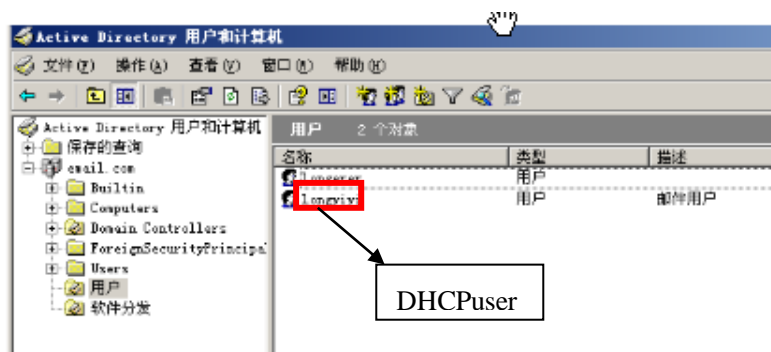 Active Directory 用户和计算机
文件(F) 操作(A) 查看(V) 窗口(W) 帮助(H)
Active Directory 用户和计算机
保存的查询
email.com
Builtin
Computers
Domain Controllers
ForeignSecurityPrincipal
Users
用户
软件分发
用户 2 个对象
名称 类型 描述
用户
longvivi 用户 邮件用户
DHCPuser